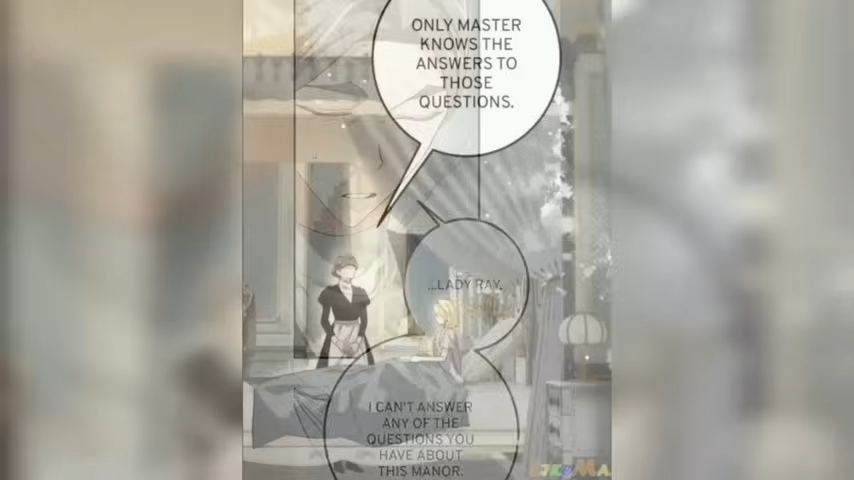 ONLY MASTER
KNOWS THE
ANSWERS TO
THOSE
QUESTIONS.
...LADY RAY.
I CAN'T ANSWER
ANY OF THE
QUESTIONS YOU
HAVE ABOUT
THIS MANOR.